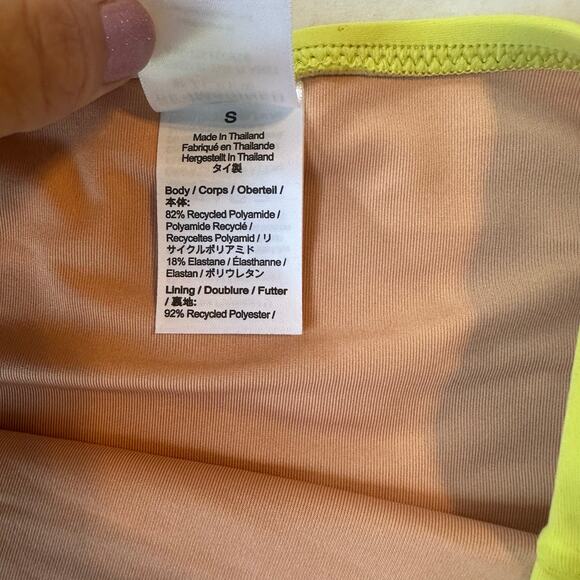 S
Made In Thailand
Fabriqué en Thaïlande
Hergestellt In Thailand
タイ製
Body / Corps / Oberteil /
本体:
82% Recycled Polyamide /
Polyamide Recyclé /
Recyceltes Polyamid / リ
サイクルポリアミド
18% Elastane / Élasthanne /
Elastan / ポリウレタン
Lining / Doublure / Futter
/ 裏地:
92% Recycled Polyester /